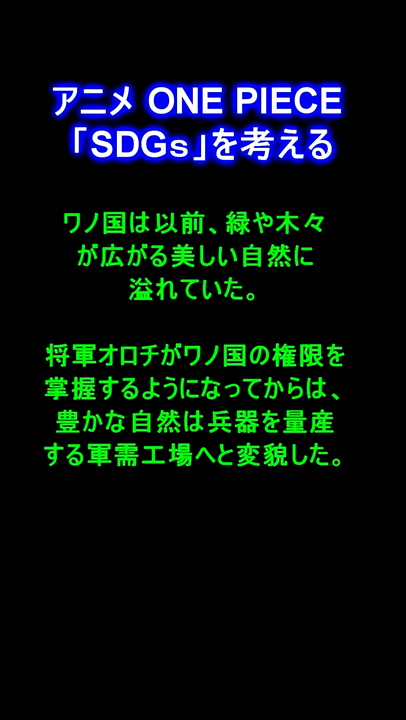 アニメ ONE PIECE
「SDGs」を考える
ワノ国は以前、緑や木々
が広がる美しい自然に
溢れていた。
将軍オロチがワノ国の権限を
掌握するようになってからは、
豊かな自然は兵器を量産
する軍需工場へと変貌した。